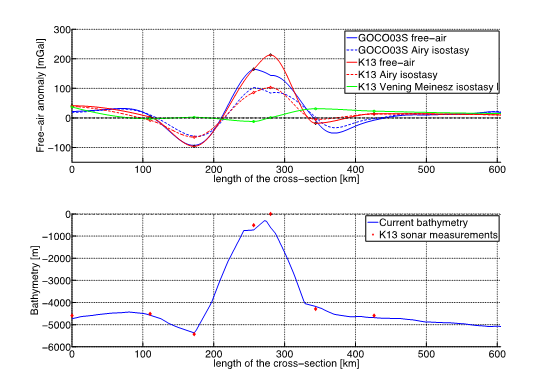 300
200
100
0
−100
Free−air anomaly [mGal]
GOCO03S free−air
GOCO03S Airy isostasy
K13 free−air
K13 Airy isostasy
K13 Vening Meinesz isostasy I
0 100 200 300 400 500 600
length of the cross−section [km]
0
−1000
−2000
−3000
−4000
−5000
−6000
Bathymetry [m]
Current bathymetry
K13 sonar measurements
0 100 200 300 400 500 600
length of the cross−section [km]